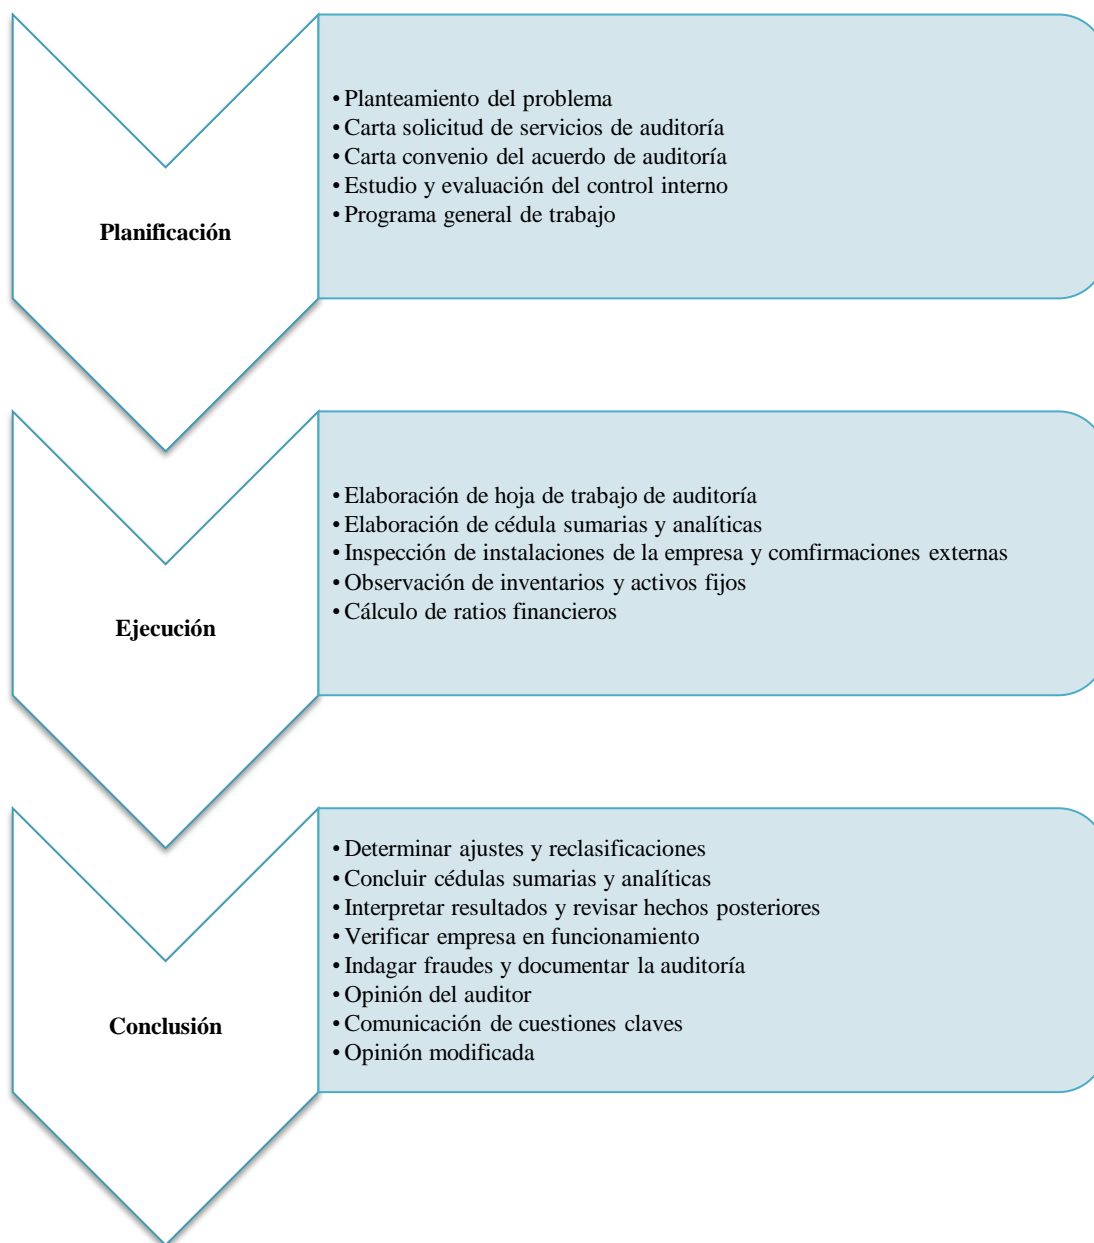 Planificación
• Planteamiento del problema
• Carta solicitud de servicios de auditoría
• Carta convenio del acuerdo de auditoría
• Estudio y evaluación del control interno
• Programa general de trabajo
Ejecución
• Elaboración de hoja de trabajo de auditoría
• Elaboración de cédula sumarias y analíticas
• Inspección de instalaciones de la empresa y comfirmaciones externas
• Observación de inventarios y activos fijos
• Cálculo de ratios financieros
Conclusión
• Determinar ajustes y reclasificaciones
• Concluir cédulas sumarias y analíticas
• Interpretar resultados y revisar hechos posteriores
• Verificar empresa en funcionamiento
• Indagar fraudes y documentar la auditoría
• Opinión del auditor
• Comunicación de cuestiones claves
• Opinión modificada